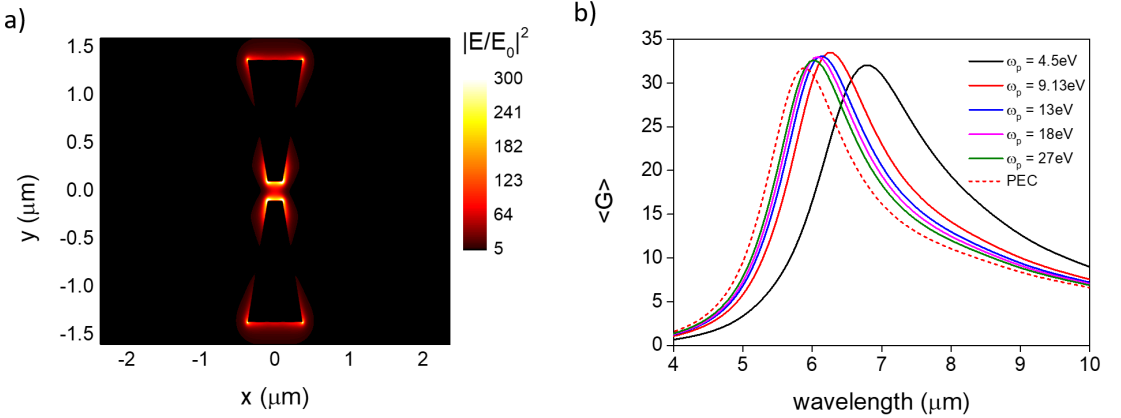 a)
|E/E₀|²
300
241
182
123
64
5
1.5
1.0
0.5
0.0
-0.5
-1.0
-1.5
y (μm)
-2
-1
0
1
2
x (μm)
b)
35
30
25
20
15
10
5
0
<G>
4
5
6
7
8
9
10
wavelength (μm)
ωₚ = 4.5eV
ωₚ = 9.13eV
ωₚ = 13eV
ωₚ = 18eV
ωₚ = 27eV
PEC